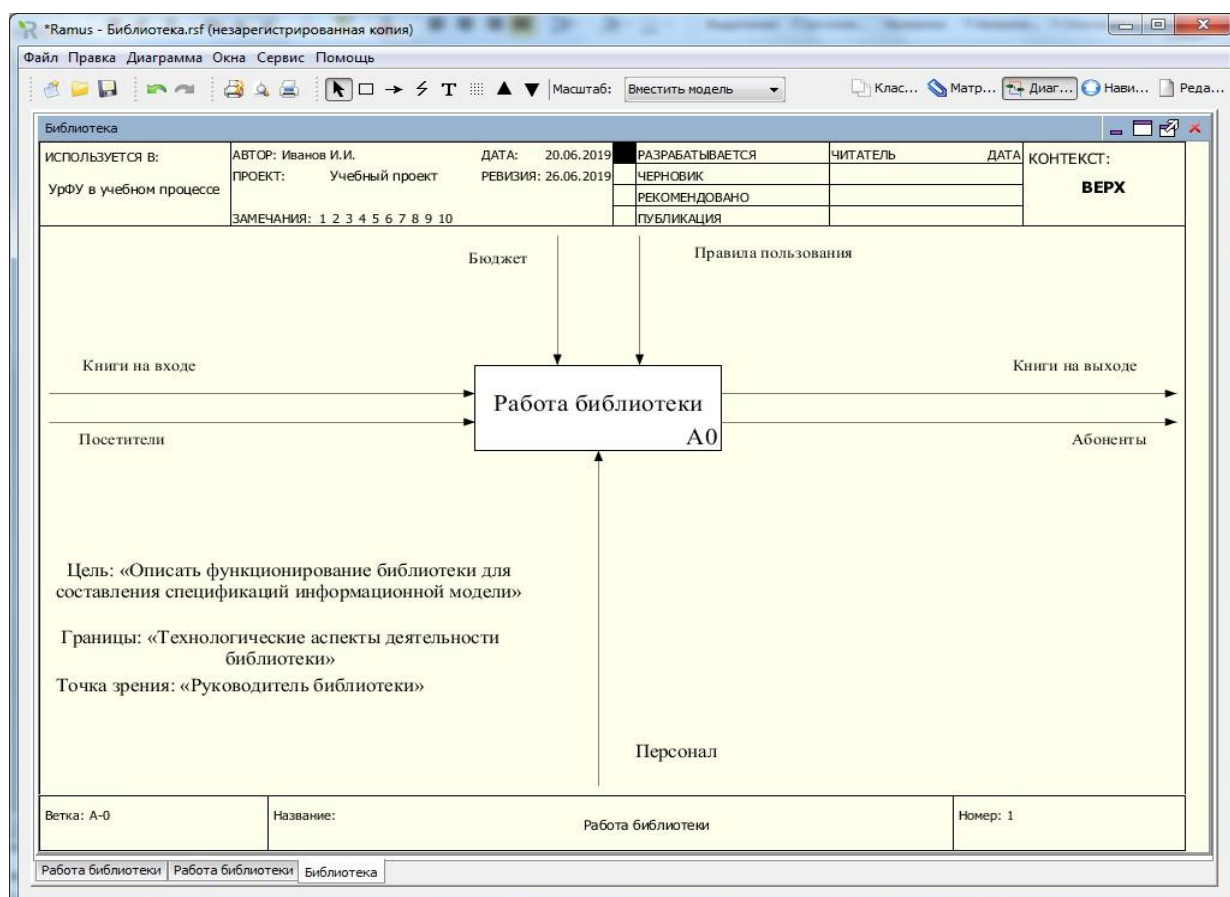 *Ramus - Библиотека.rsf (незарегистрированная копия)
Файл Правка Диаграмма Окна Сервис Помощь
Масштаб: Вместить модель Клас... Матр... Диаг... Нави... Реда...
Библиотека
ИСПОЛЬЗУЕТСЯ В:
УрФУ в учебном процессе
АВТОР: Иванов И.И. ДАТА: 20.06.2019
ПРОЕКТ: Учебный проект РЕВИЗИЯ: 26.06.2019
ЗАМЕЧАНИЯ: 1 2 3 4 5 6 7 8 9 10
РАЗРАБАТЫВАЕТСЯ
ЧЕРНОВИК
РЕКОМЕНДОВАНО
ПУБЛИКАЦИЯ
ЧИТАТЕЛЬ ДАТА
КОНТЕКСТ:
ВЕРХ
Бюджет
Правила пользования
Книги на входе
Книги на выходе
Работа библиотеки
A0
Посетители
Абоненты
Цель: «Описать функционирование библиотеки для
составления спецификаций информационной модели»
Границы: «Технологические аспекты деятельности
библиотеки»
Точка зрения: «Руководитель библиотеки»
Персонал
Ветка: A-0
Название:
Работа библиотеки
Номер: 1
Работа библиотеки Работа библиотеки Библиотека